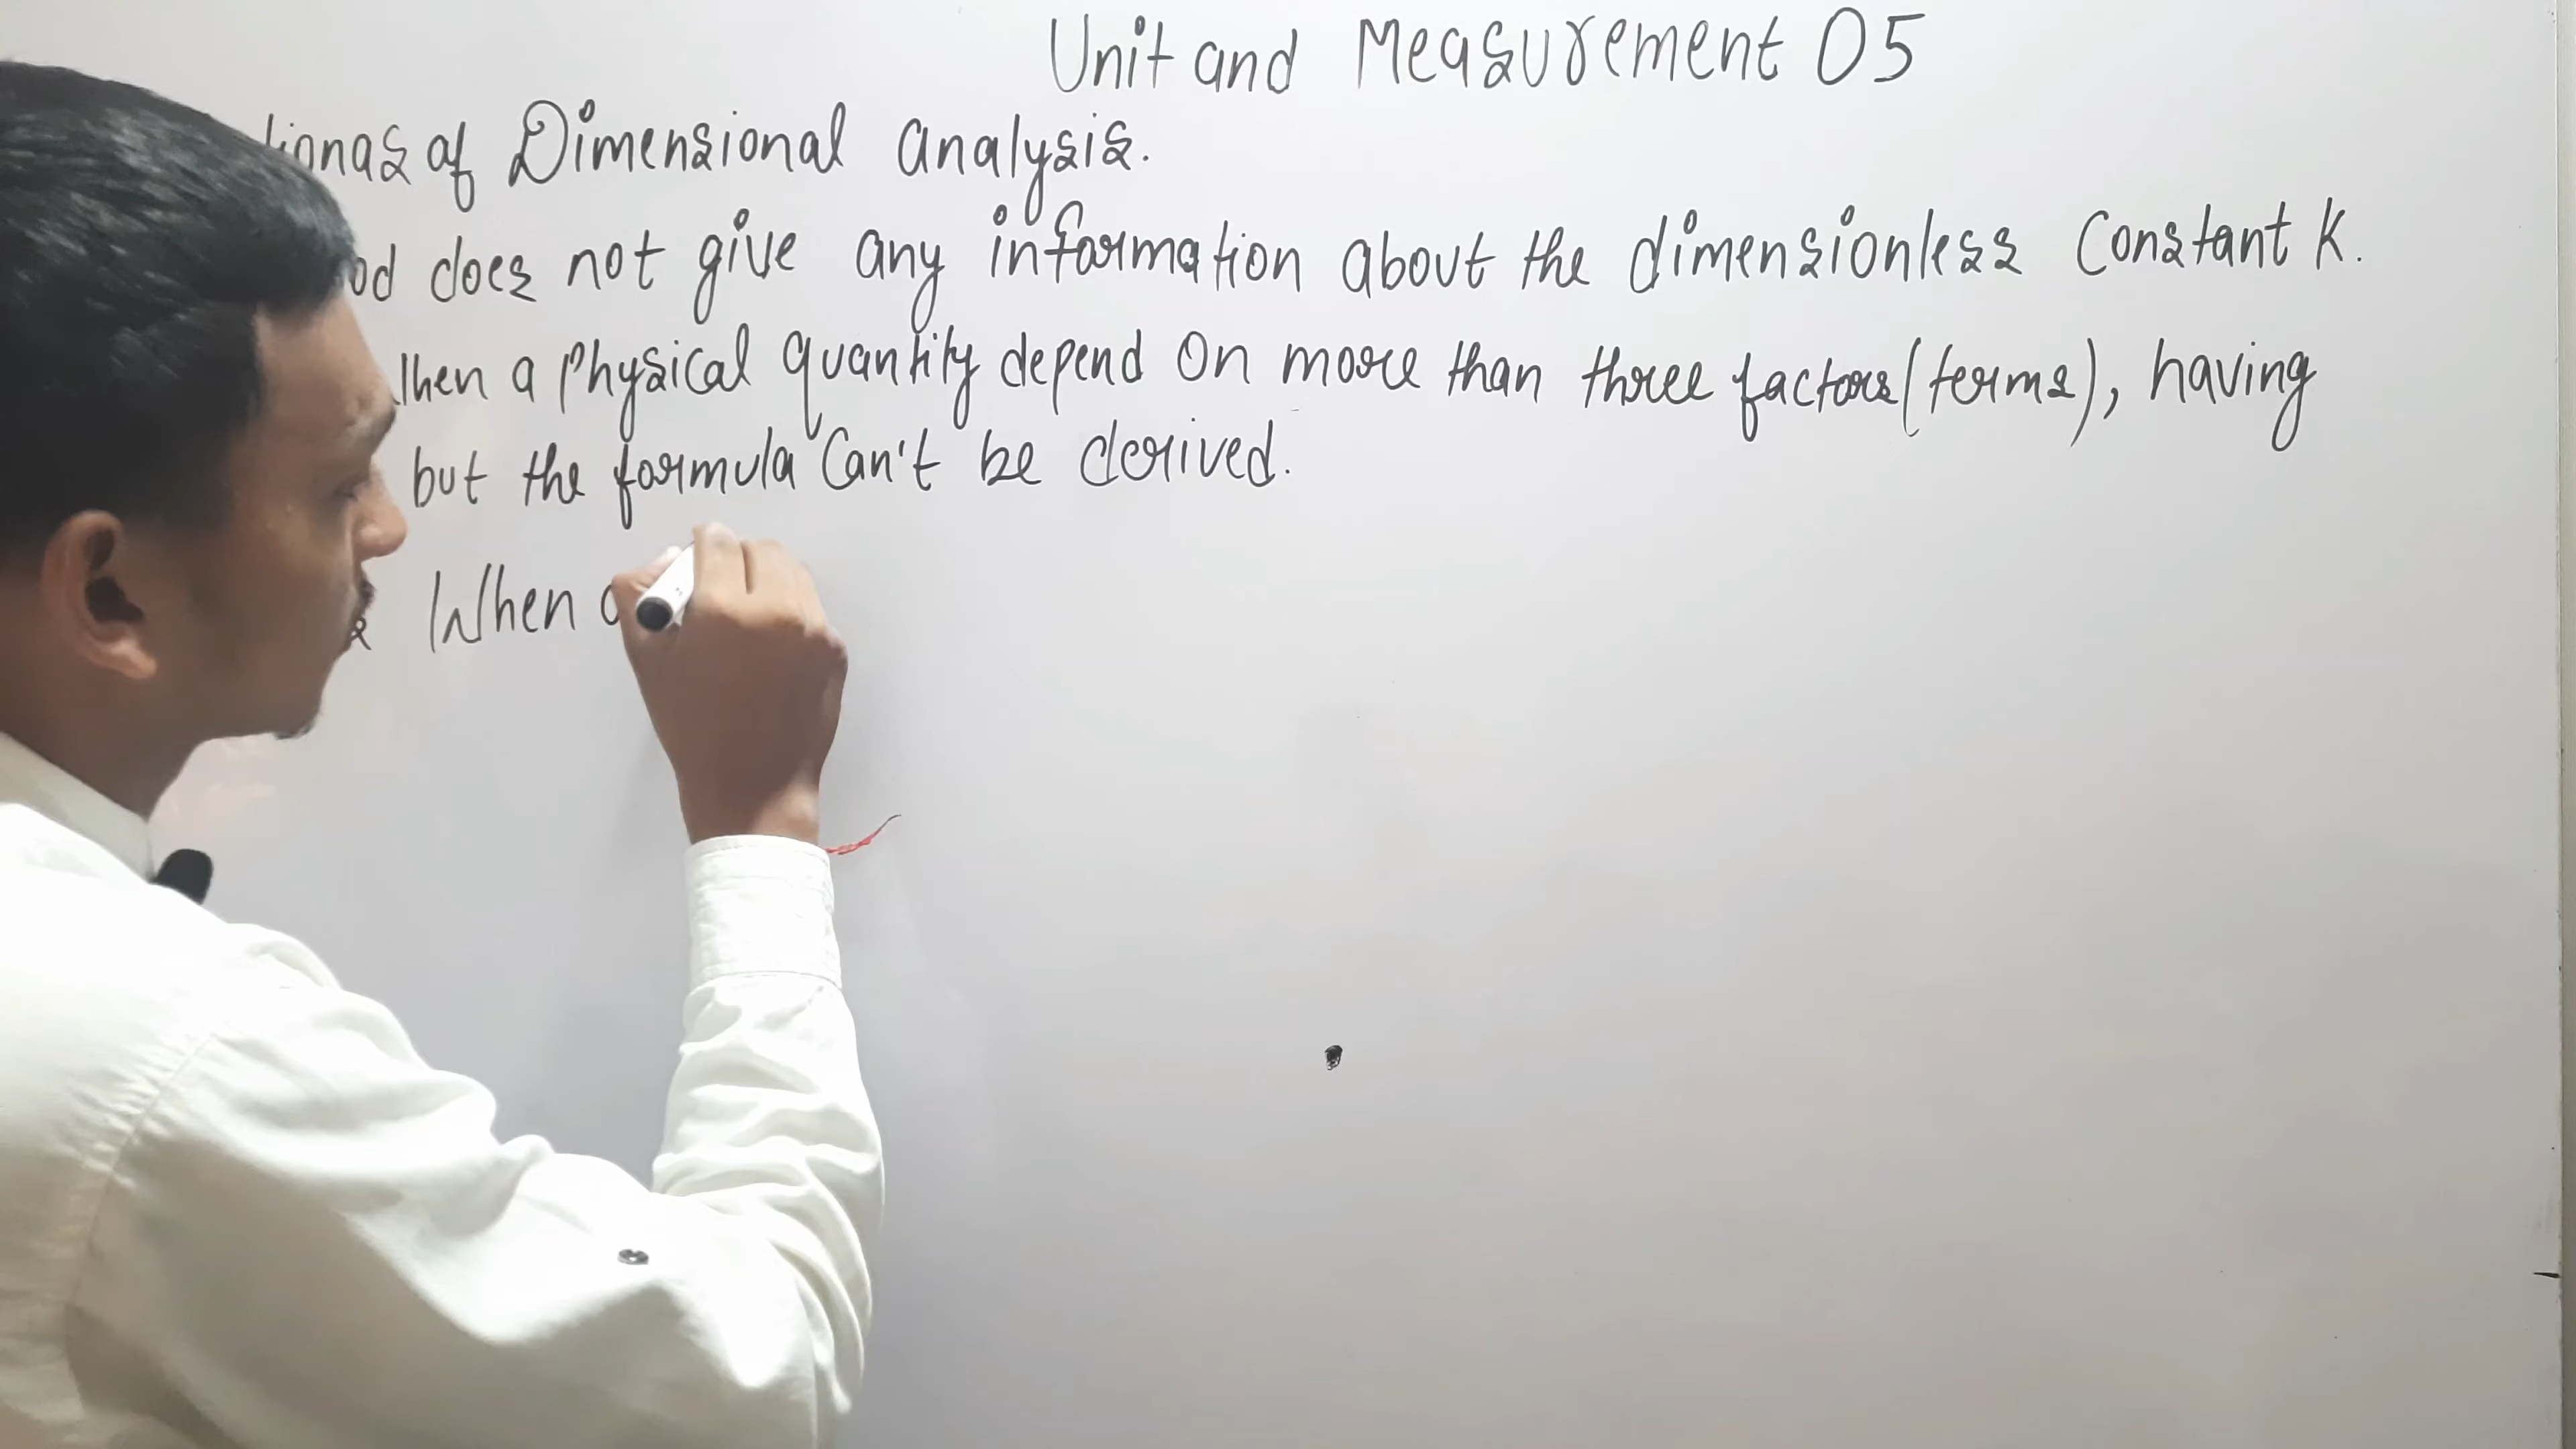 Unit and Measurement 05
of Dimensional analysis.
does not give any information about the dimensionless Constant K.
a Physical quantity depend on more than three factors (terms), having
but the formula can't be derived.
When